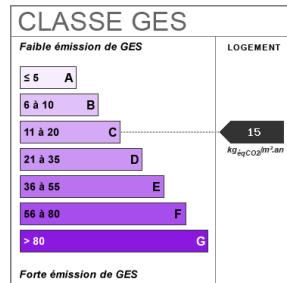 CLASSE GES
Faible émission de GES
LOGEMENT
≤ 5 A
6 à 10 B
11 à 20 C
15
kgéqCO2/m².an
21 à 35 D
36 à 55 E
56 à 80 F
> 80 G
Forte émission de GES